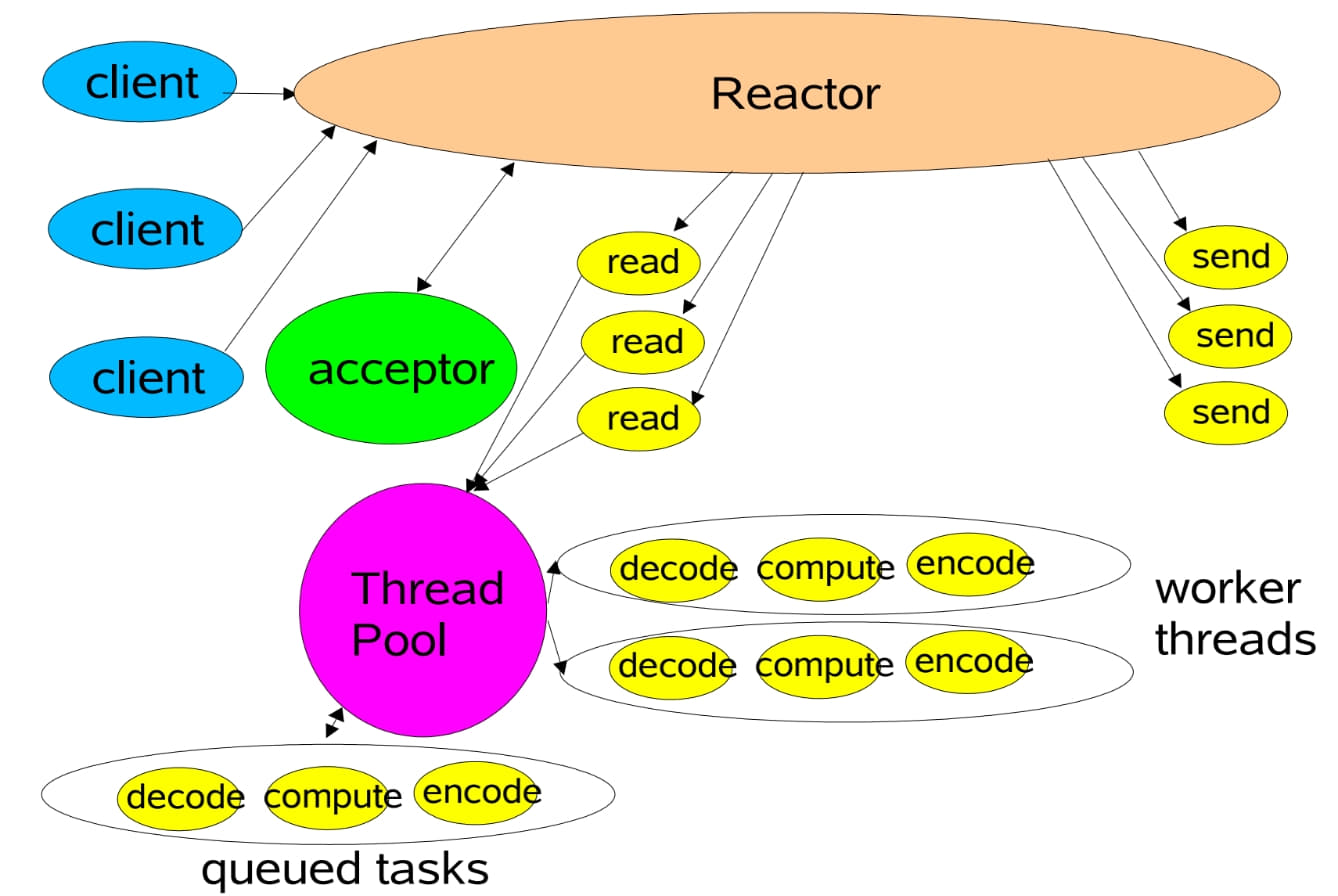 client
Reactor
client
client
acceptor
read
read
read
send
send
send
Thread
Pool
decode compute encode
decode compute encode
worker
threads
decode compute encode
queued tasks